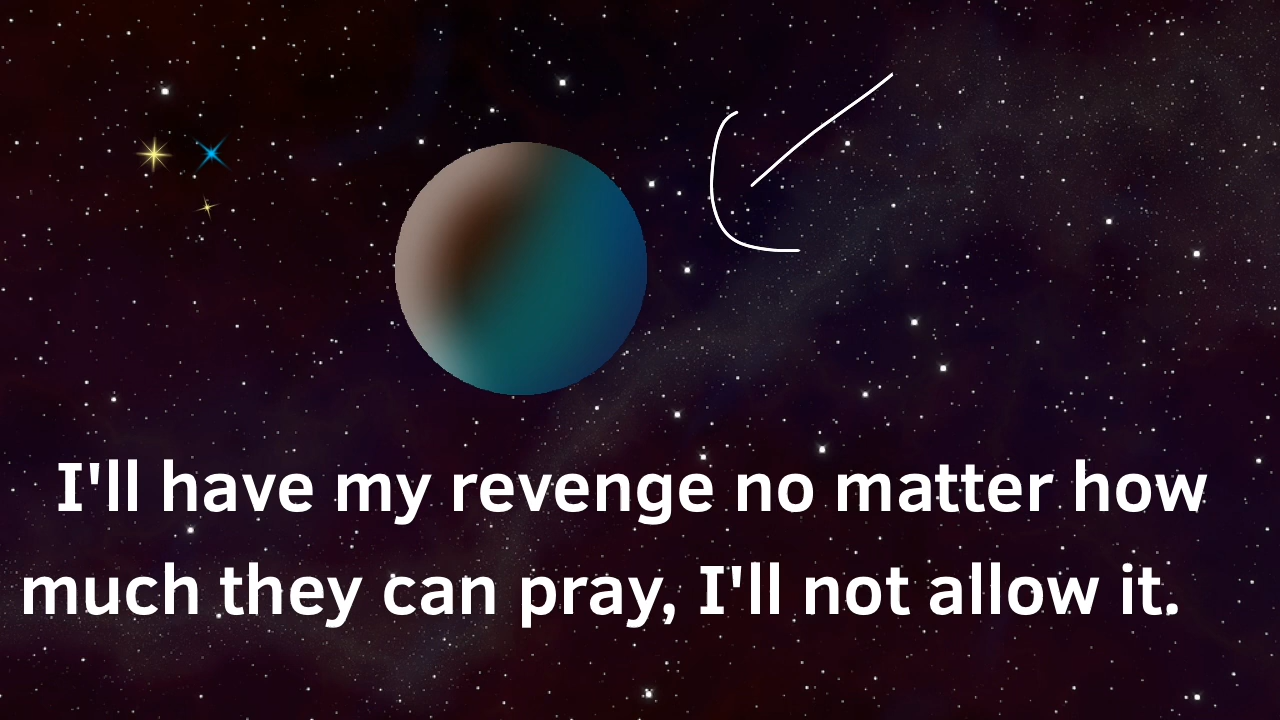 I'll have my revenge no matter how
much they can pray, I'll not allow it.